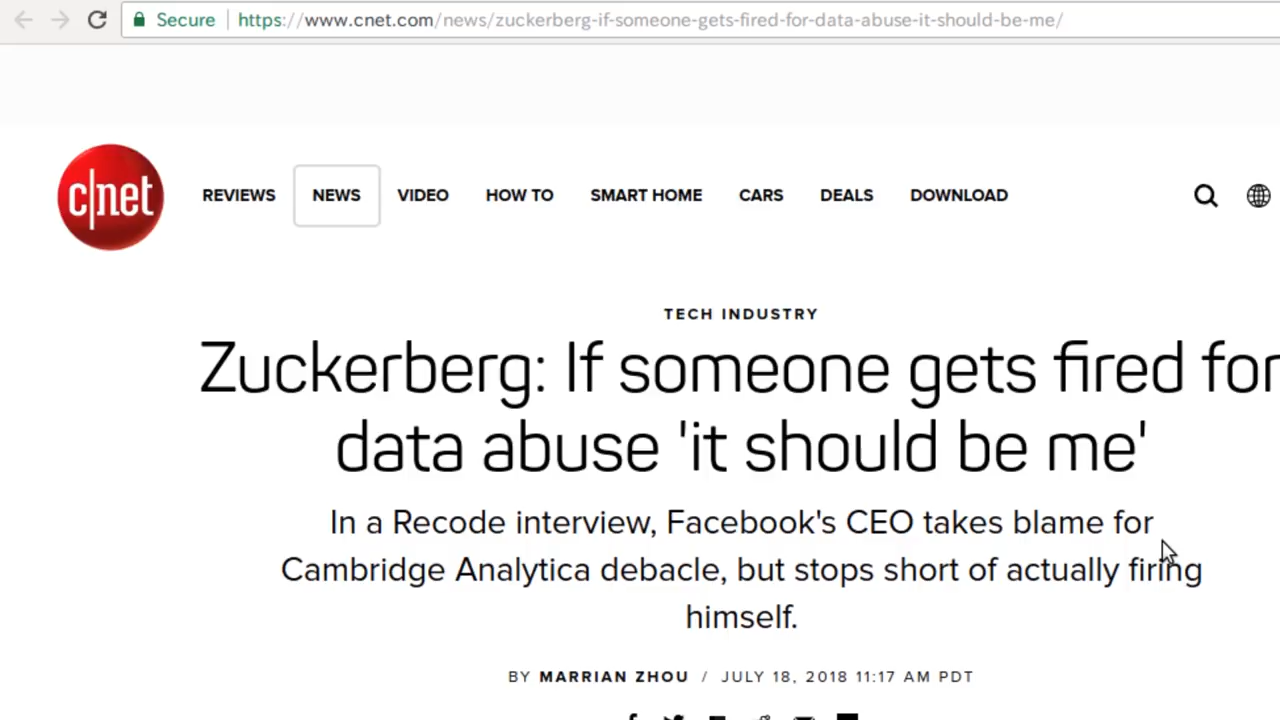 Secure https://www.cnet.com/news/zuckerberg-if-someone-gets-fired-for-data-abuse-it-should-be-me/
c|net REVIEWS NEWS VIDEO HOW TO SMART HOME CARS DEALS DOWNLOAD
TECH INDUSTRY
Zuckerberg: If someone gets fired for
data abuse 'it should be me'
In a Recode interview, Facebook's CEO takes blame for
Cambridge Analytica debacle, but stops short of actually firing
himself.
BY MARRIAN ZHOU / JULY 18, 2018 11:17 AM PDT